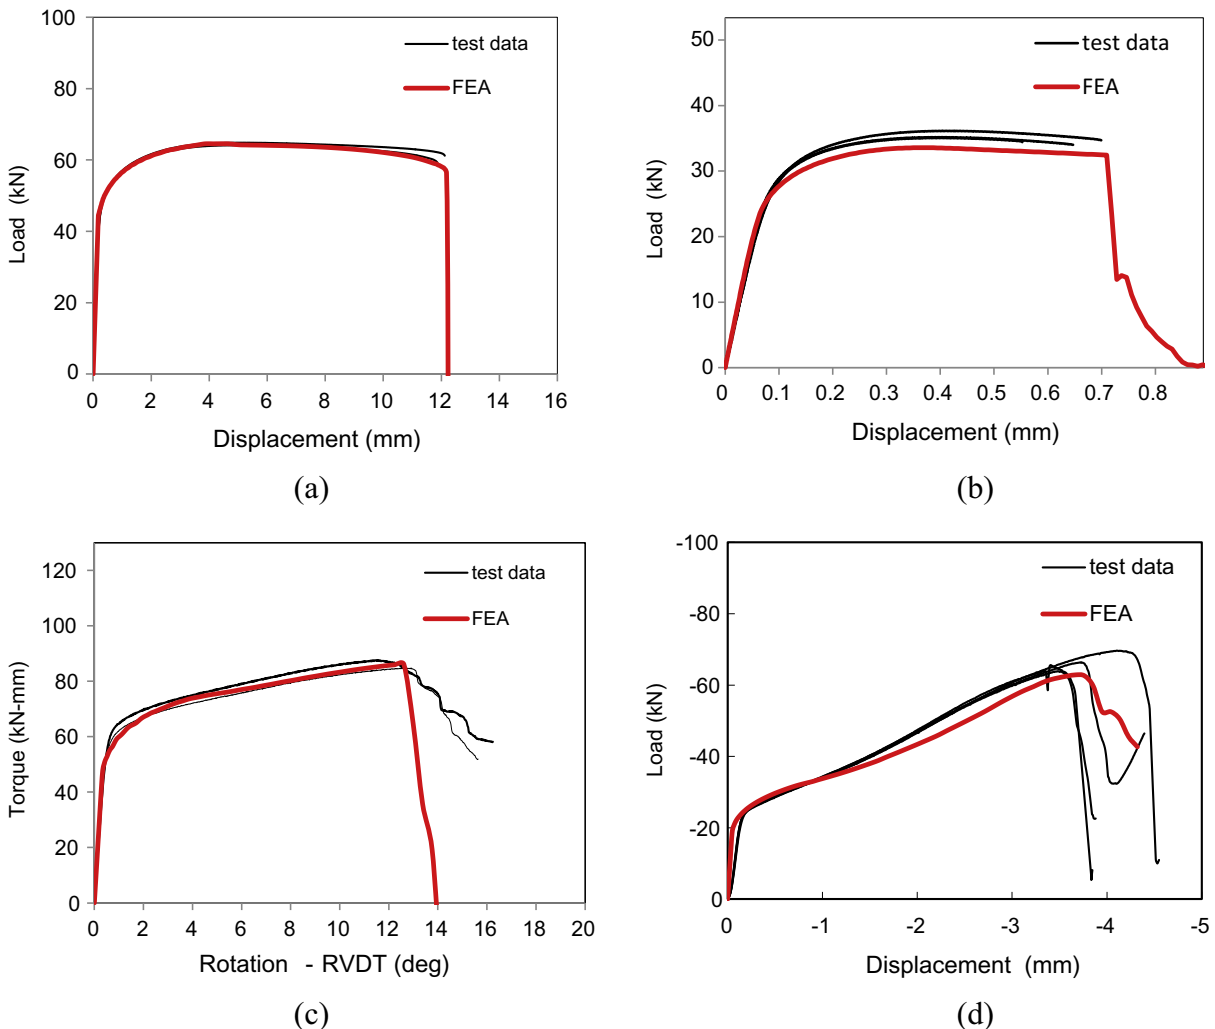 100
80
60
40
20
0
Load (kN)
test data
FEA
0 2 4 6 8 10 12 14 16
Displacement (mm)
(a)
50
40
30
20
10
0
Load (kN)
test data
FEA
0 0.1 0.2 0.3 0.4 0.5 0.6 0.7 0.8
Displacement (mm)
(b)
120
100
80
60
40
20
0
Torque (kN-mm)
test data
FEA
0 2 4 6 8 10 12 14 16 18 20
Rotation - RVDT (deg)
(c)
-100
-80
-60
-40
-20
0
Load (kN)
test data
FEA
0 -1 -2 -3 -4 -5
Displacement (mm)
(d)